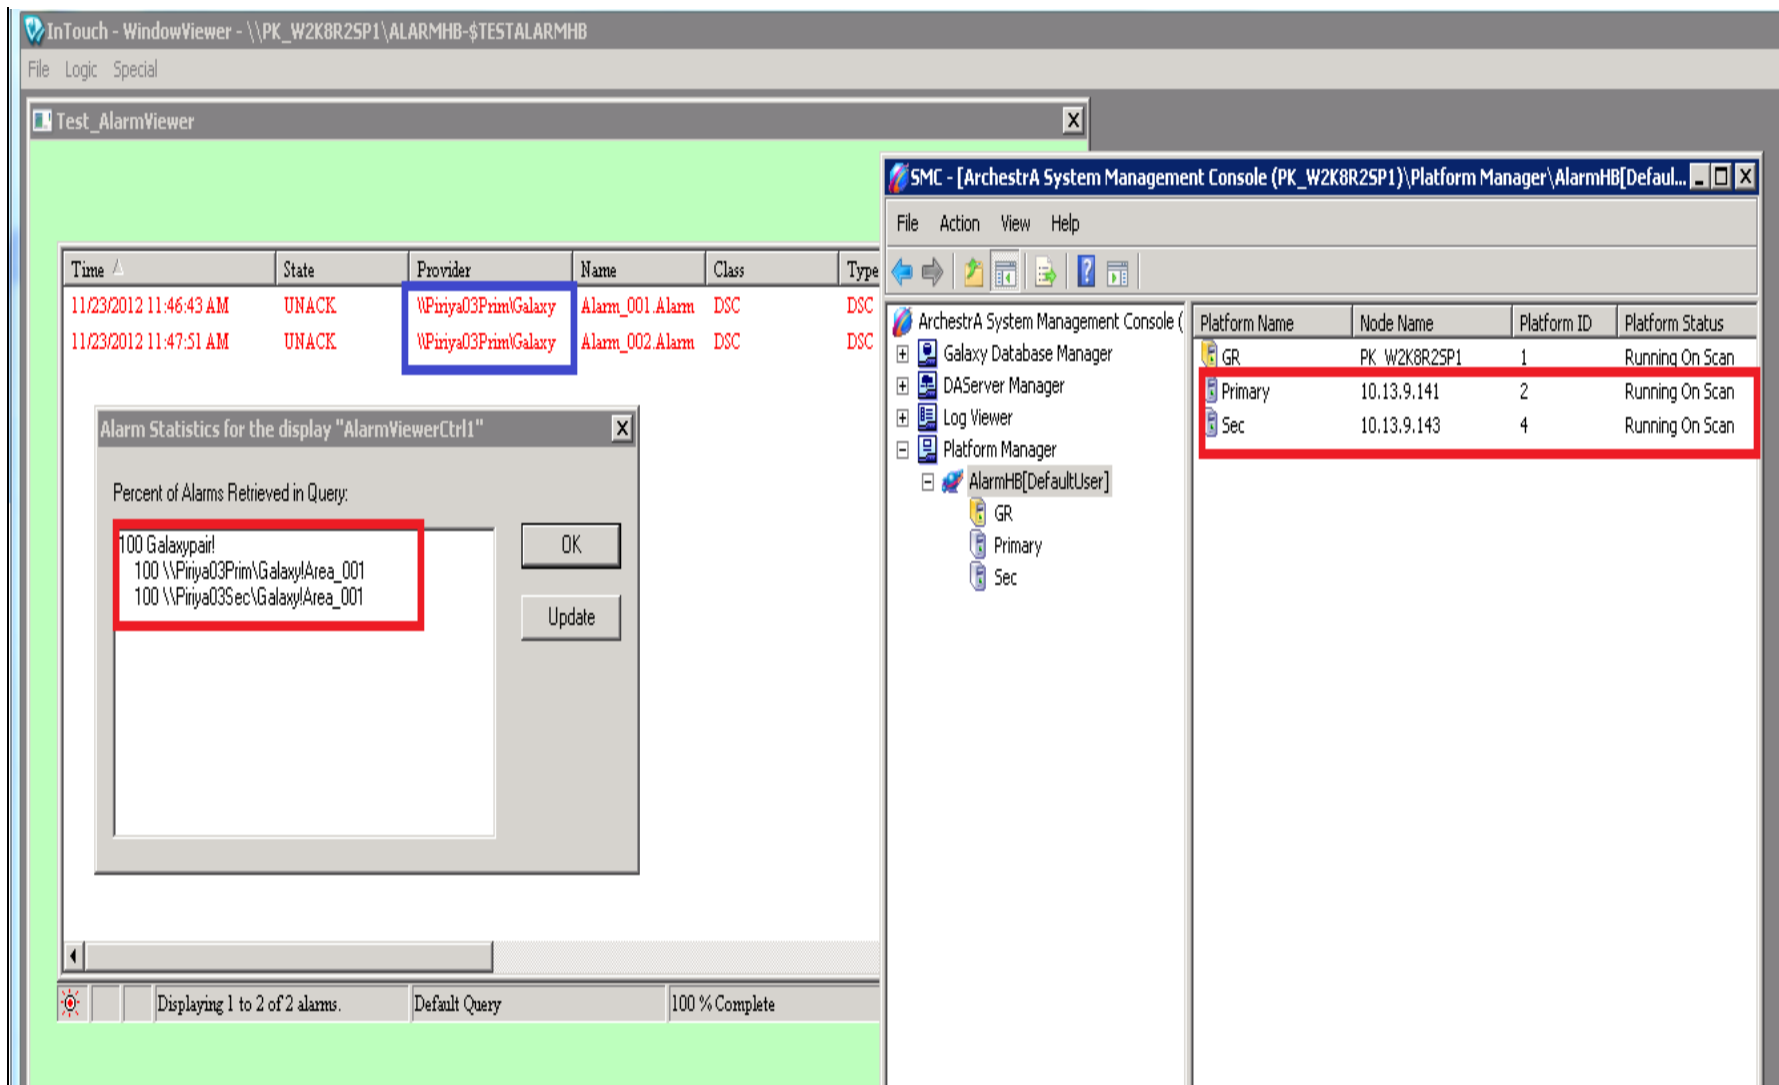 InTouch - WindowViewer - \\PK_W2K8R2SP1\ALARMHB-$TESTALARMHB
File Logic Special
Test_AlarmViewer
Time State Provider Name Class Type
11/23/2012 11:46:43 AM UNACK \\Piriya03Prim\Galaxy Alarm_001.Alarm DSC DSC
11/23/2012 11:47:51 AM UNACK \\Piriya03Prim\Galaxy Alarm_002.Alarm DSC DSC
Alarm Statistics for the display "AlarmViewerCtrl1"
Percent of Alarms Retrieved in Query:
100 Galaxypair!
100 \\Piriya03Prim\Galaxy!Area_001
100 \\Piriya03Sec\Galaxy!Area_001
OK
Update
Displaying 1 to 2 of 2 alarms. Default Query 100 % Complete
SMC - [ArchestrA System Management Console (PK_W2K8R2SP1)\Platform Manager\AlarmHB[Defaul...
File Action View Help
ArchestrA System Management Console (
Galaxy Database Manager
DAServer Manager
Log Viewer
Platform Manager
AlarmHB[DefaultUser]
GR
Primary
Sec
Platform Name Node Name Platform ID Platform Status
GR PK_W2K8R2SP1 1 Running On Scan
Primary 10.13.9.141 2 Running On Scan
Sec 10.13.9.143 4 Running On Scan